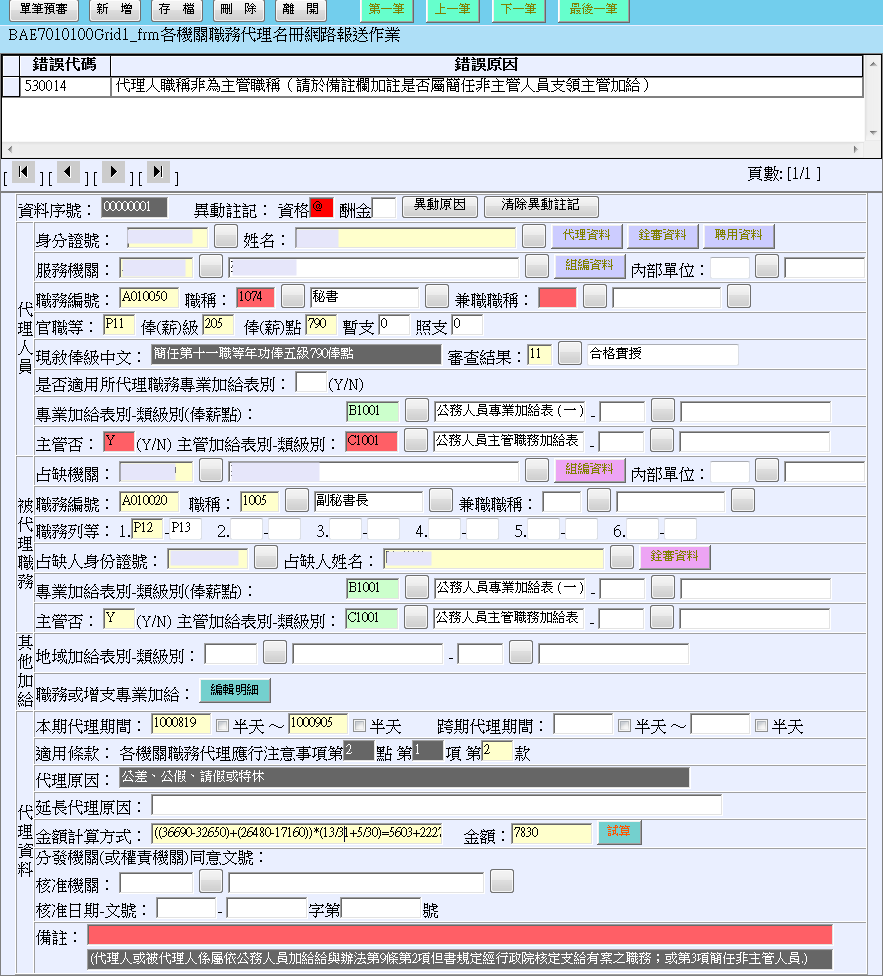 單筆預審 新 增 存 檔 刪 除 離 開 第一筆 上一筆 下一筆 最後一筆
BAE7010100Grid1_frm各機關職務代理名冊網路報送作業
錯誤代碼 錯誤原因
530014 代理人職稱非為主管職稱（請於備註欄加註是否屬簡任非主管人員支領主管加給）
[ ] [ ] [ ] [ ] 頁數: [1/1 ]
資料序號： 00000001 異動註記： 資格 @ 酬金 異動原因 清除異動註記
代理人員
身分證號： 姓名： 代理資料 銓審資料 聘用資料
服務機關： 組編資料 內部單位：
職務編號： A010050 職稱： 1074 秘書 兼職職稱：
官職等： P11 俸(薪)級 205 俸(薪)點 790 暫支 0 照支 0
現敘俸級中文： 簡任第十一職等年功俸五級790俸點 審查結果： 11 合格實授
是否適用所代理職務專業加給表別： (Y/N)
專業加給表別-類級別(俸薪點)： B1001 公務人員專業加給表（一） -
主管否： Y (Y/N) 主管加給表別-類級別： C1001 公務人員主管職務加給表 -
被代理職務
占缺機關： 組編資料 內部單位：
職務編號： A010020 職稱： 1005 副秘書長 兼職職稱：
職務列等： 1. P12 - P13 2. - 3. - 4. - 5. - 6. -
占缺人身份證號： 占缺人姓名： 銓審資料
專業加給表別-類級別(俸薪點)： B1001 公務人員專業加給表（一） -
主管否： Y (Y/N) 主管加給表別-類級別： C1001 公務人員主管職務加給表 -
其他加給
地域加給表別-類級別： -
職務或增支專業加給： 編輯明細
代理資料
本期代理期間： 1000819 半天 ～ 1000905 半天 跨期代理期間： 半天 ～ 半天
適用條款： 各機關職務代理應行注意事項第 2 點 第 1 項 第 2 款
代理原因： 公差、公假、請假或特休
延長代理原因：
金額計算方式： ((36690-32650)+(26480-17160))*(13/31+5/30)=5603+2227 金額： 7830 試算
分發機關(或權責機關)同意文號：
核准機關：
核准日期-文號： - 字第 號
備註：
(代理人或被代理人係屬依公務人員加給給與辦法第9條第2項但書規定經行政院核定支給有案之職務；或第3項簡任非主管人員.)